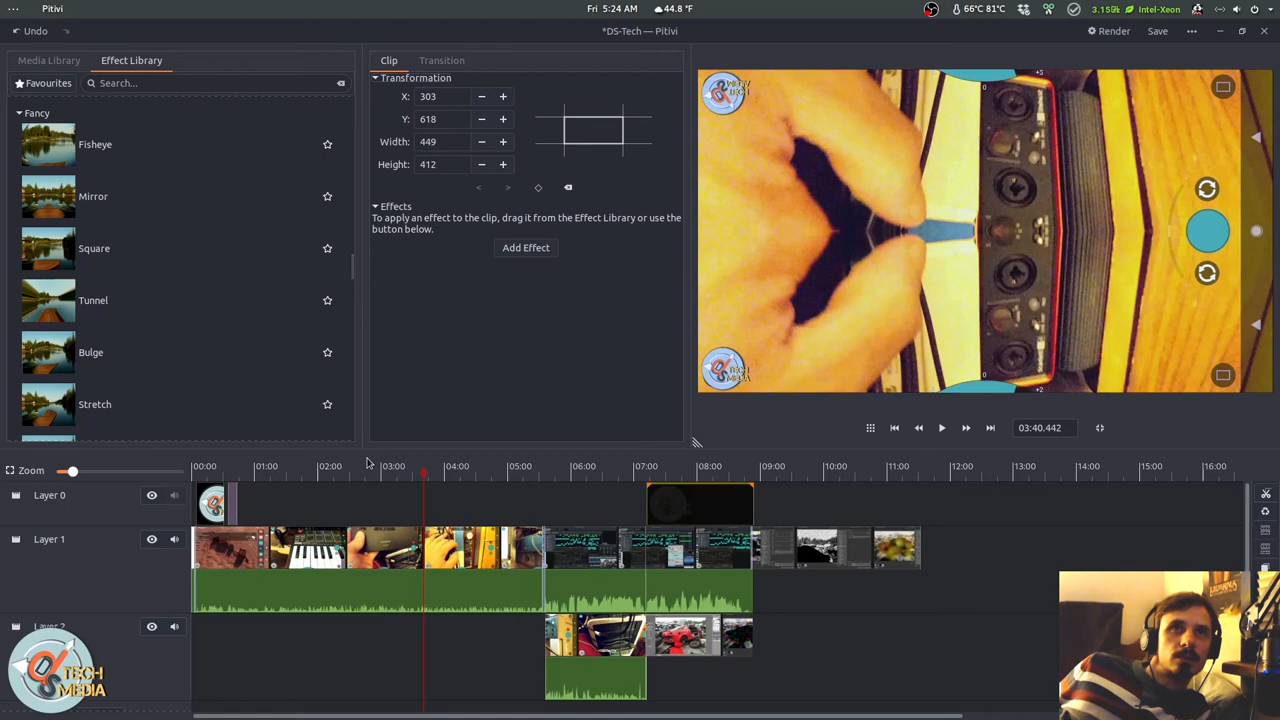 Pitivi
Fri 5:24 AM
44.8 °F
66°C 81°C
3.15%
Intel-Xeon
Undo
*DS-Tech — Pitivi
Render
Save
Media Library
Effect Library
Favourites
Search...
Fancy
Fisheye
Mirror
Square
Tunnel
Bulge
Stretch
Clip
Transition
Transformation
X: 303
Y: 618
Width: 449
Height: 412
< >
Effects
To apply an effect to the clip, drag it from the Effect Library or use the
button below.
Add Effect
03:40.442
Zoom
00:00 01:00 02:00 03:00 04:00 05:00 06:00 07:00 08:00 09:00 10:00 11:00 12:00 13:00 14:00 15:00 16:00
Layer 0
Layer 1
Layer 2
TECH
MEDIA